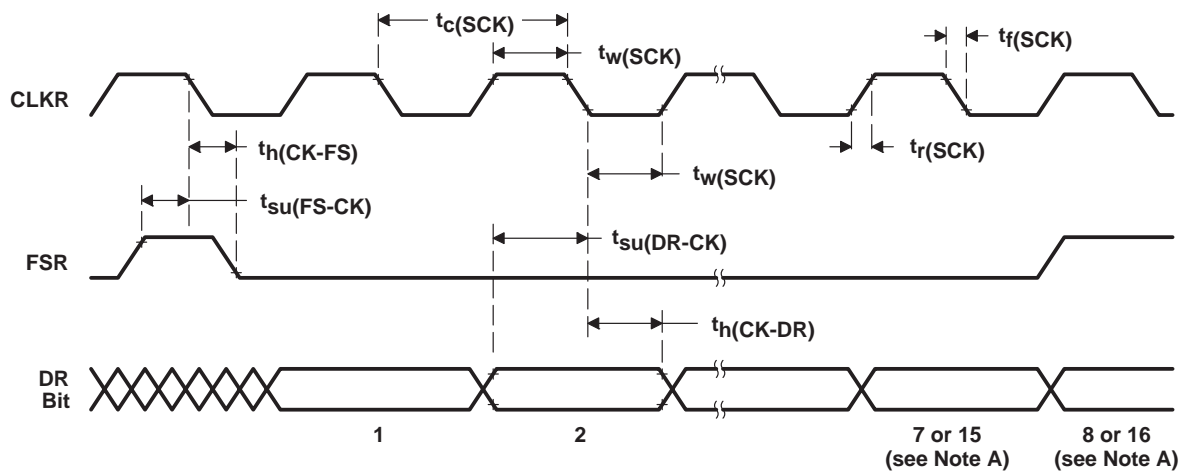 tc(SCK)
tw(SCK)
tf(SCK)
CLKR
th(CK-FS)
tr(SCK)
tw(SCK)
tsu(FS-CK)
tsu(DR-CK)
FSR
th(CK-DR)
DR
Bit
1
2
7 or 15
(see Note A)
8 or 16
(see Note A)